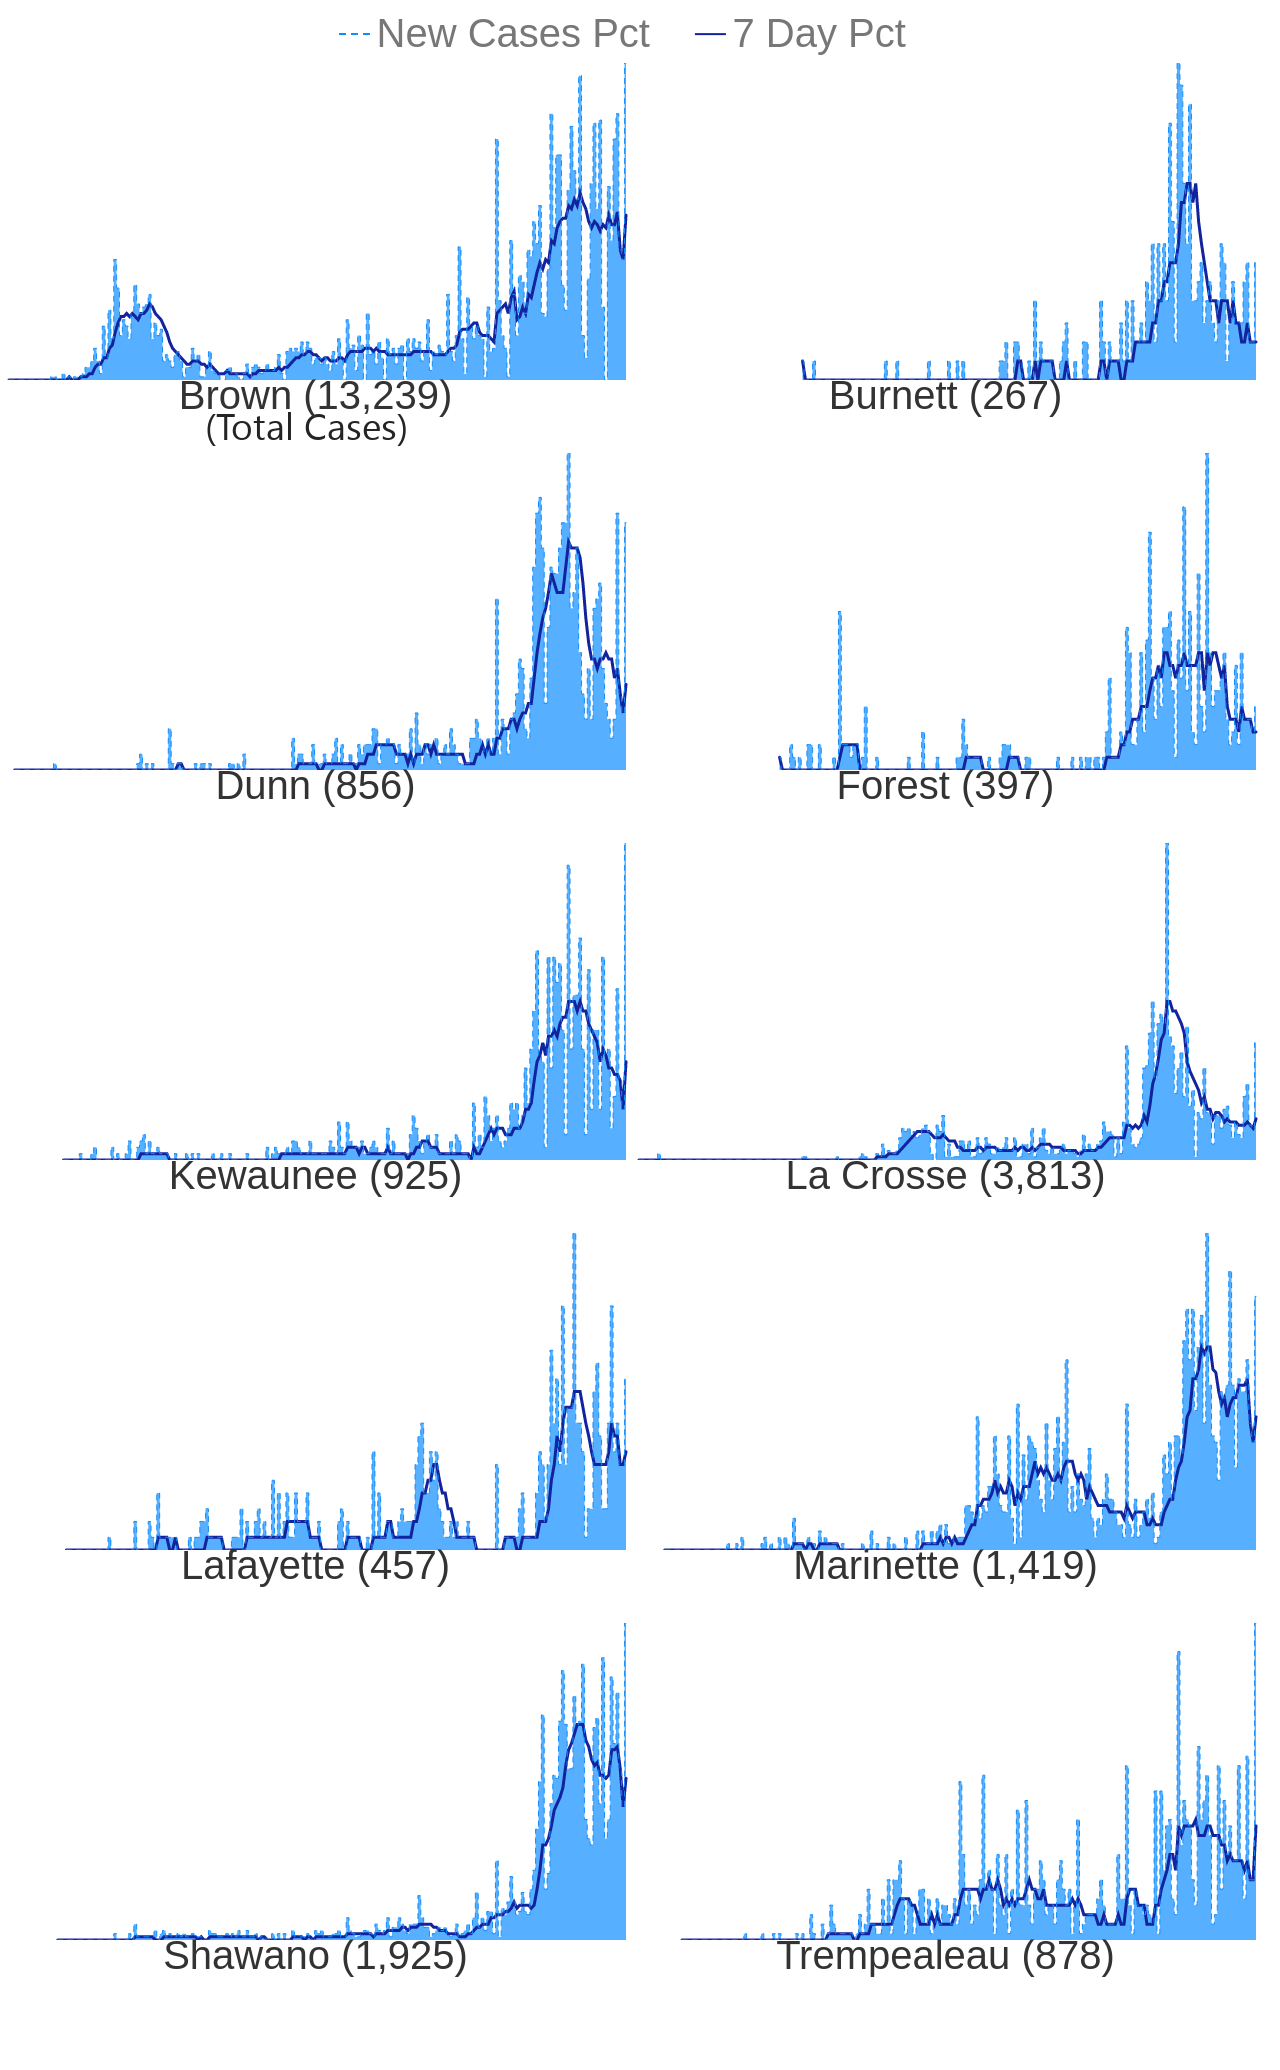 New Cases Pct 7 Day Pct
Brown (13,239) Burnett (267)
(Total Cases)
Dunn (856) Forest (397)
Kewaunee (925) La Crosse (3,813)
Lafayette (457) Marinette (1,419)
Shawano (1,925) Trempealeau (878)